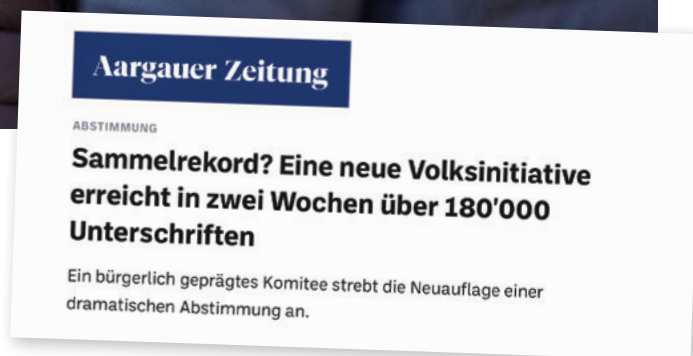 Aargauer Zeitung
ABSTIMMUNG
Sammelrekord? Eine neue Volksinitiative
erreicht in zwei Wochen über 180'000
Unterschriften
Ein bürgerlich geprägtes Komitee strebt die Neuauflage einer
dramatischen Abstimmung an.